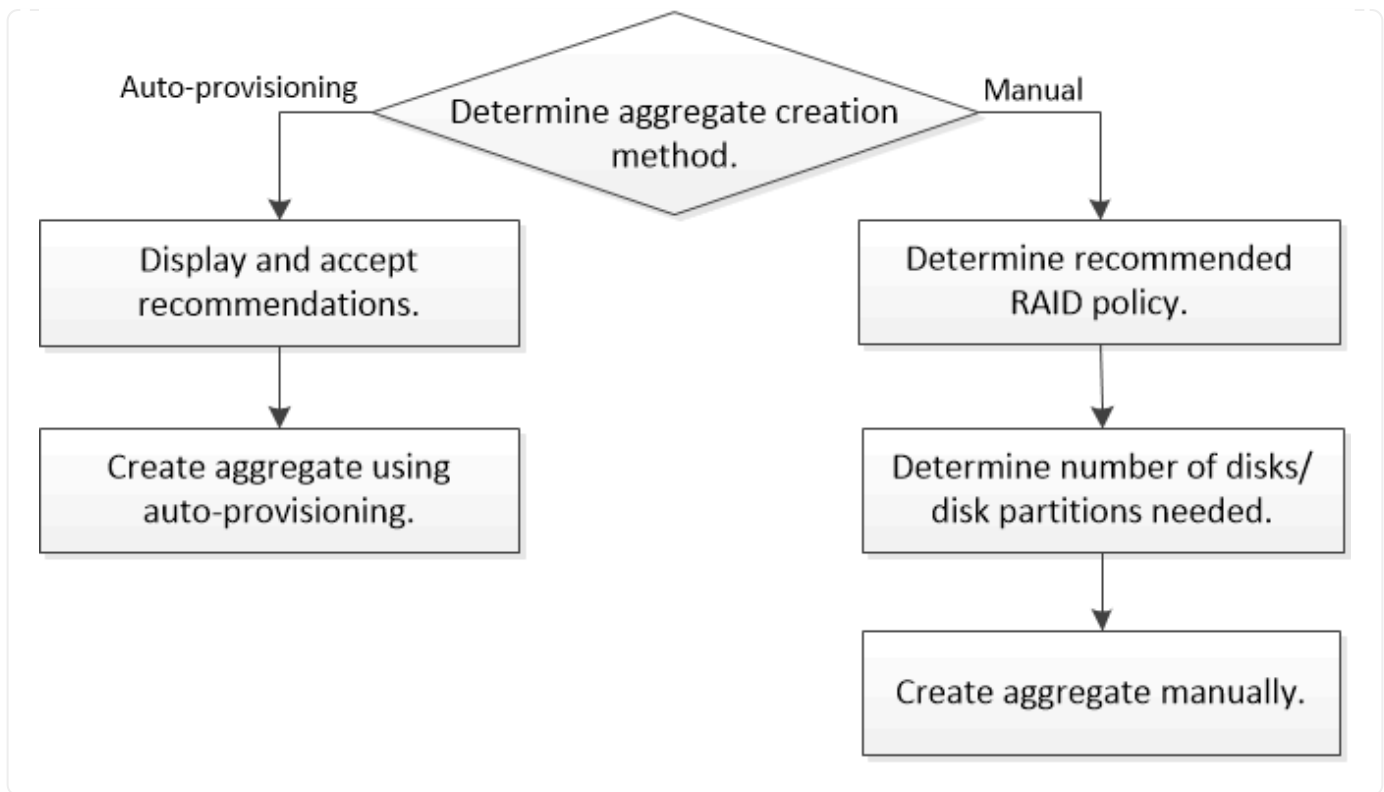 Auto-provisioning
Manual
Determine aggregate creation
method.
Display and accept
recommendations.
Determine recommended
RAID policy.
Create aggregate using
auto-provisioning.
Determine number of disks/
disk partitions needed.
Create aggregate manually.